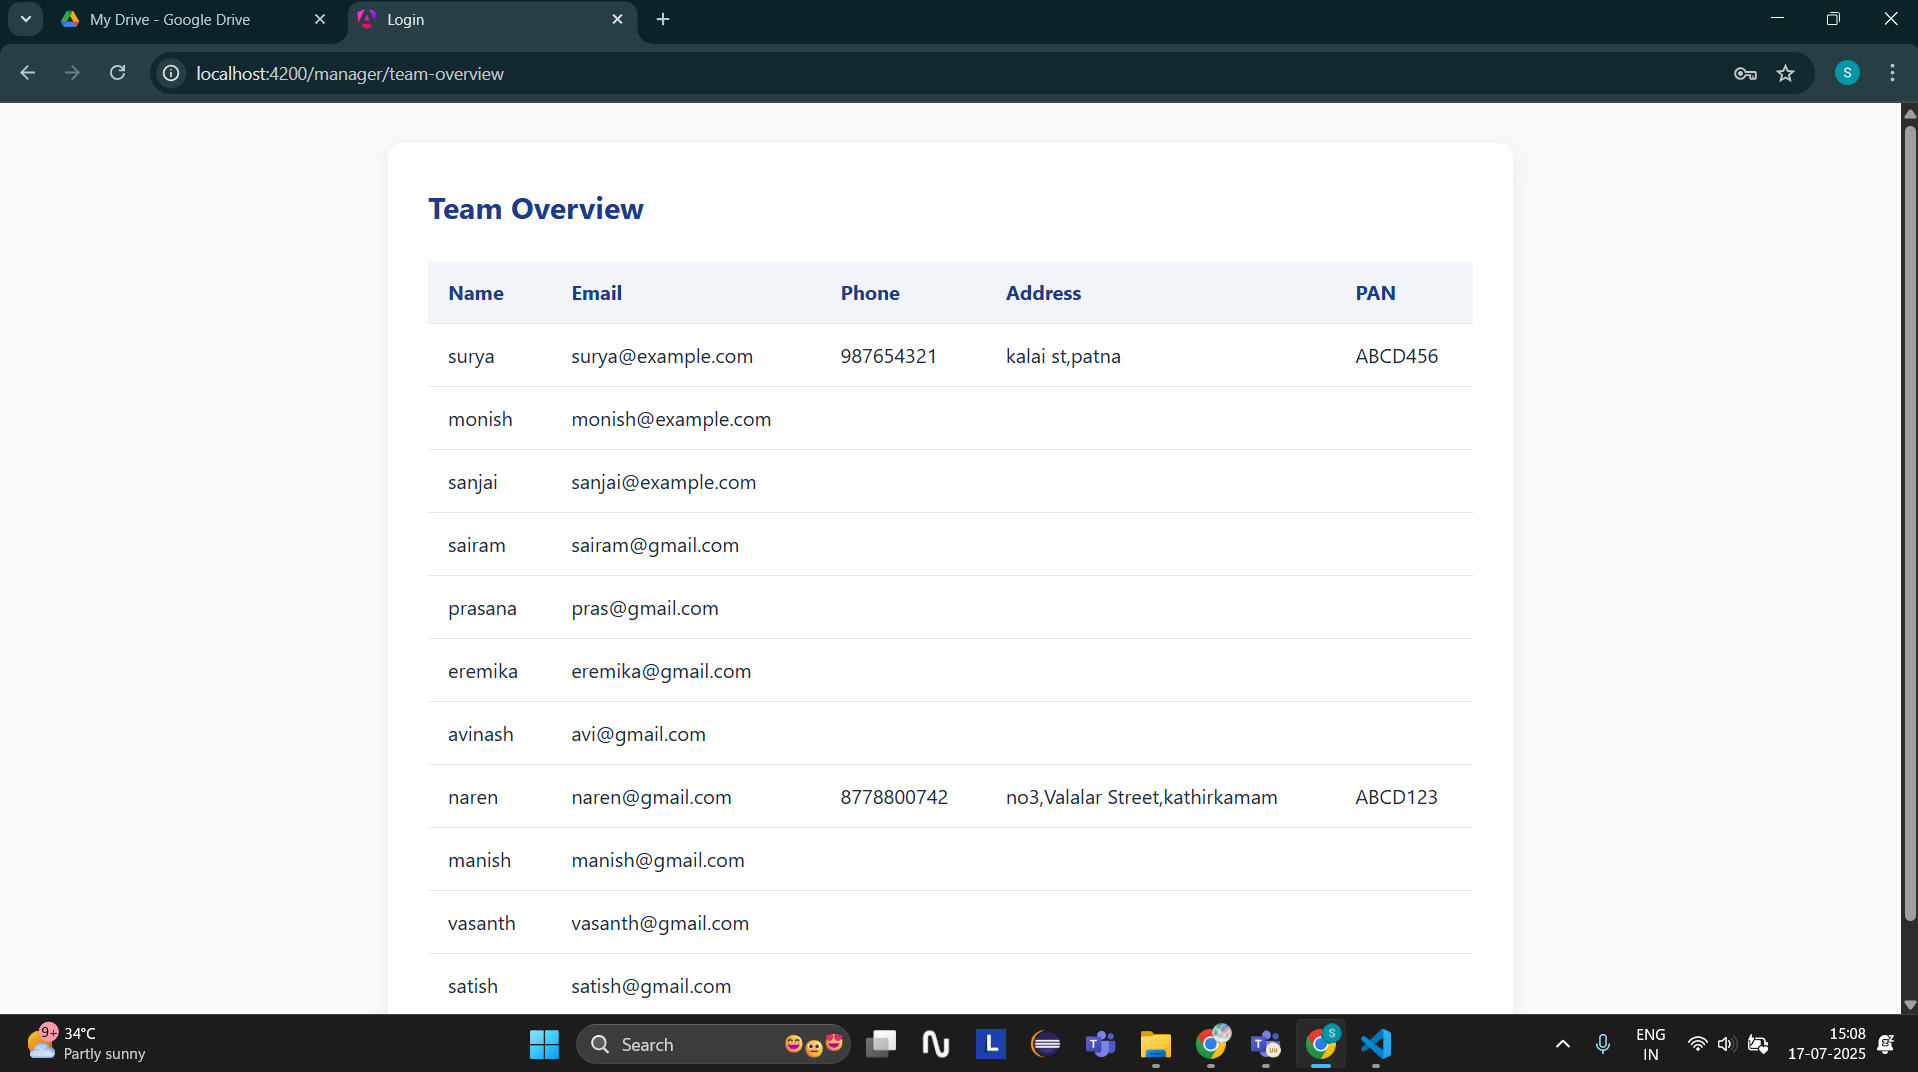 My Drive - Google Drive
Login
localhost:4200/manager/team-overview
S
Team Overview
Name Email Phone Address PAN
surya surya@example.com 987654321 kalai st,patna ABCD456
monish monish@example.com
sanjai sanjai@example.com
sairam sairam@gmail.com
prasana pras@gmail.com
eremika eremika@gmail.com
avinash avi@gmail.com
naren naren@gmail.com 8778800742 no3,Valalar Street,kathirkamam ABCD123
manish manish@gmail.com
vasanth vasanth@gmail.com
satish satish@gmail.com
9+ 34°C
Partly sunny
Search
L
T
T
S
ENG
IN
15:08
17-07-2025